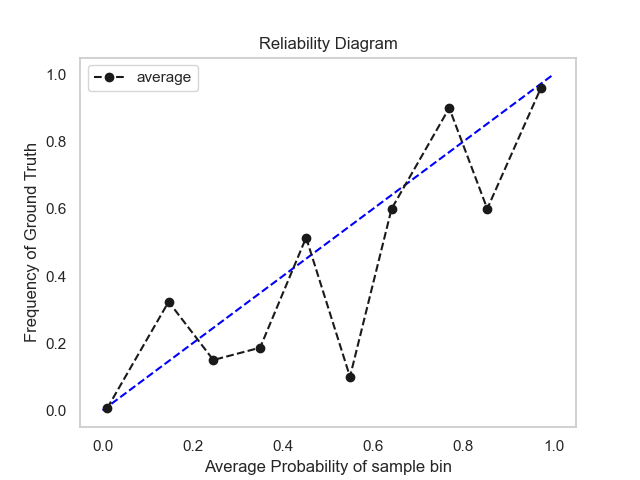 Reliability Diagram
average
1.0
0.8
0.6
0.4
0.2
0.0
Frequency of Ground Truth
0.0 0.2 0.4 0.6 0.8 1.0
Average Probability of sample bin